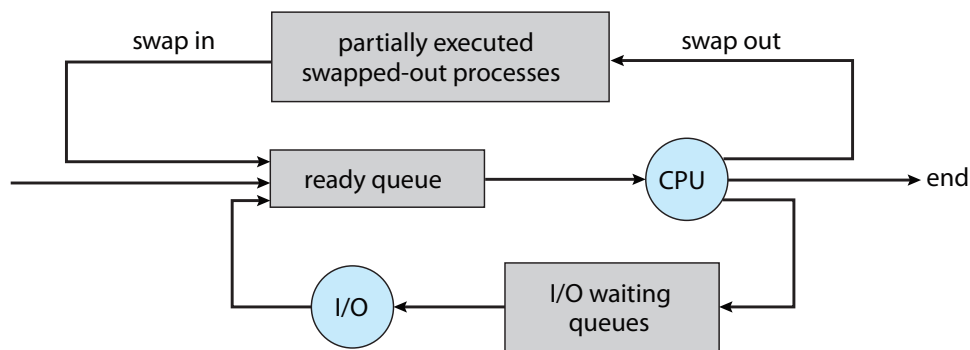 swap in
partially executed
swapped-out processes
swap out
ready queue
CPU
end
I/O
I/O waiting
queues